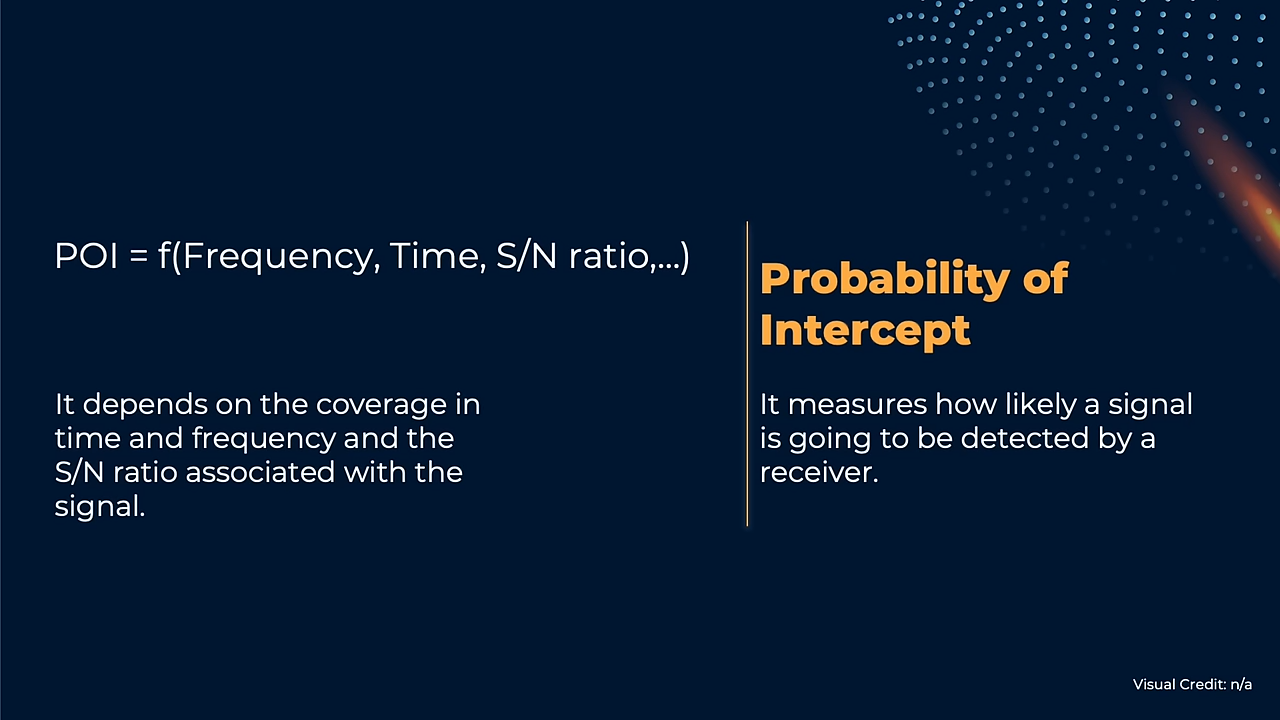 POI = f(Frequency, Time, S/N ratio,...)
It depends on the coverage in
time and frequency and the
S/N ratio associated with the
signal.
Probability of
Intercept
It measures how likely a signal
is going to be detected by a
receiver.
Visual Credit: n/a